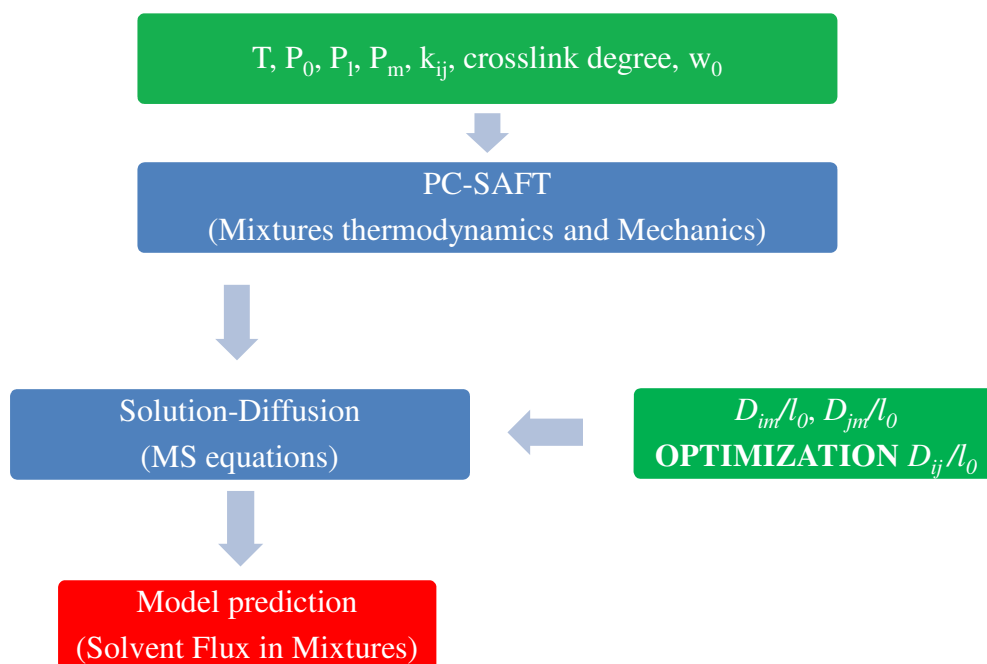 T, P₀, Pₗ, Pₘ, kᵢⱼ, crosslink degree, w₀
PC-SAFT
(Mixtures thermodynamics and Mechanics)
Solution-Diffusion
(MS equations)
Dᵢₘ/l₀, Dⱼₘ/l₀
OPTIMIZATION Dᵢⱼ/l₀
Model prediction
(Solvent Flux in Mixtures)